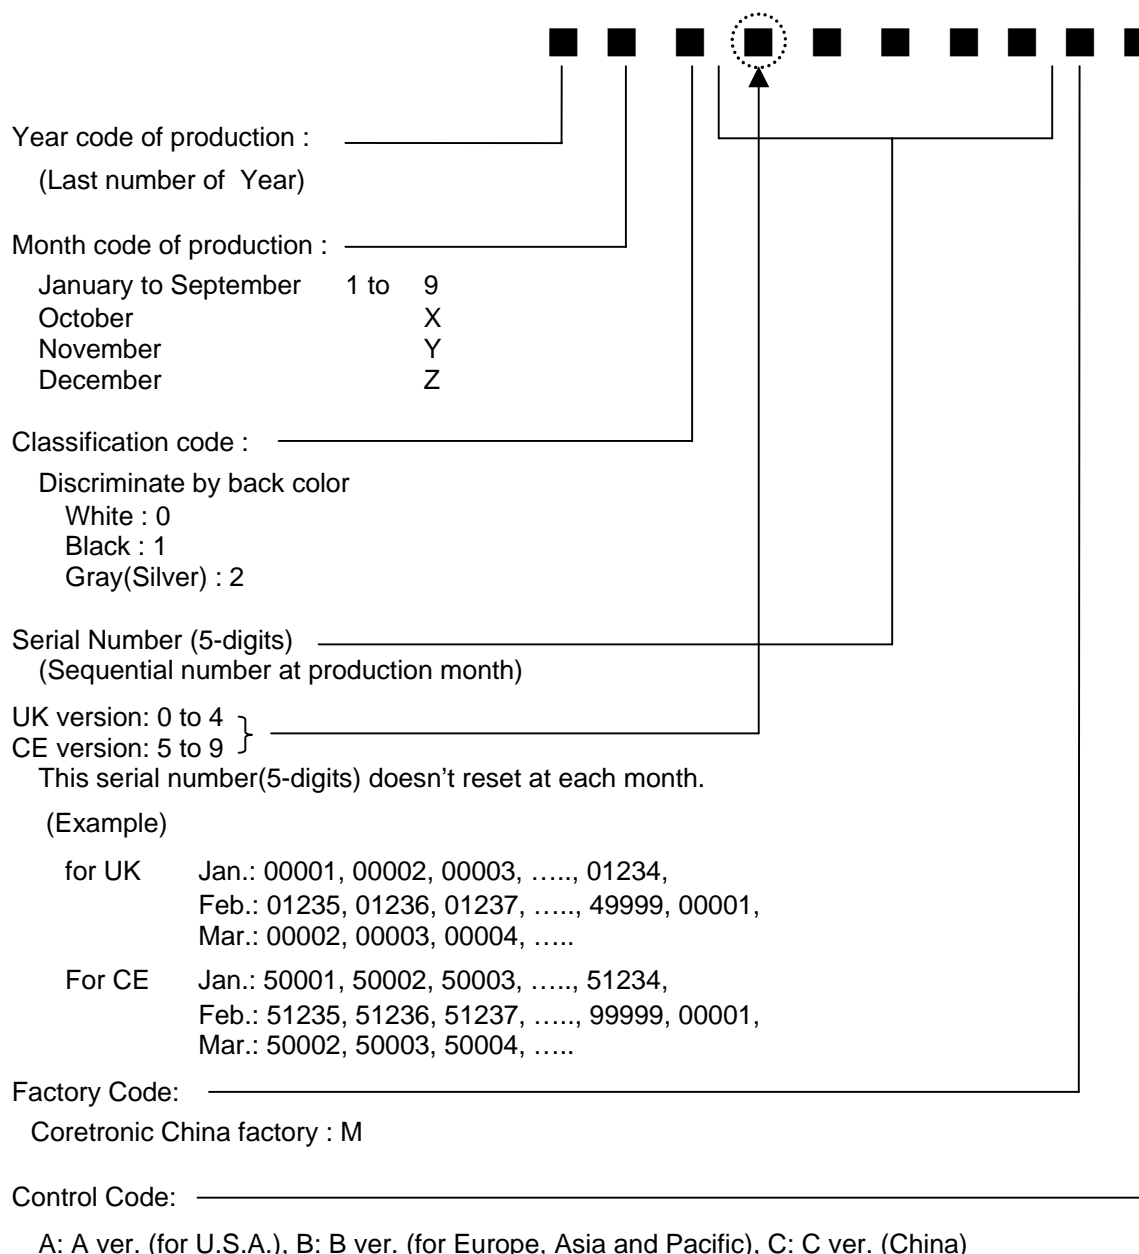 Year code of production :
(Last number of Year)
Month code of production :
January to September 1 to 9
October X
November Y
December Z
Classification code :
Discriminate by back color
White : 0
Black : 1
Gray(Silver) : 2
Serial Number (5-digits)
(Sequential number at production month)
UK version: 0 to 4
CE version: 5 to 9
This serial number(5-digits) doesn’t reset at each month.
(Example)
for UK Jan.: 00001, 00002, 00003, ….., 01234,
Feb.: 01235, 01236, 01237, ….., 49999, 00001,
Mar.: 00002, 00003, 00004, …..
For CE Jan.: 50001, 50002, 50003, ….., 51234,
Feb.: 51235, 51236, 51237, ….., 99999, 00001,
Mar.: 50002, 50003, 50004, …..
Factory Code:
Coretronic China factory : M
Control Code:
A: A ver. (for U.S.A.), B: B ver. (for Europe, Asia and Pacific), C: C ver. (China)